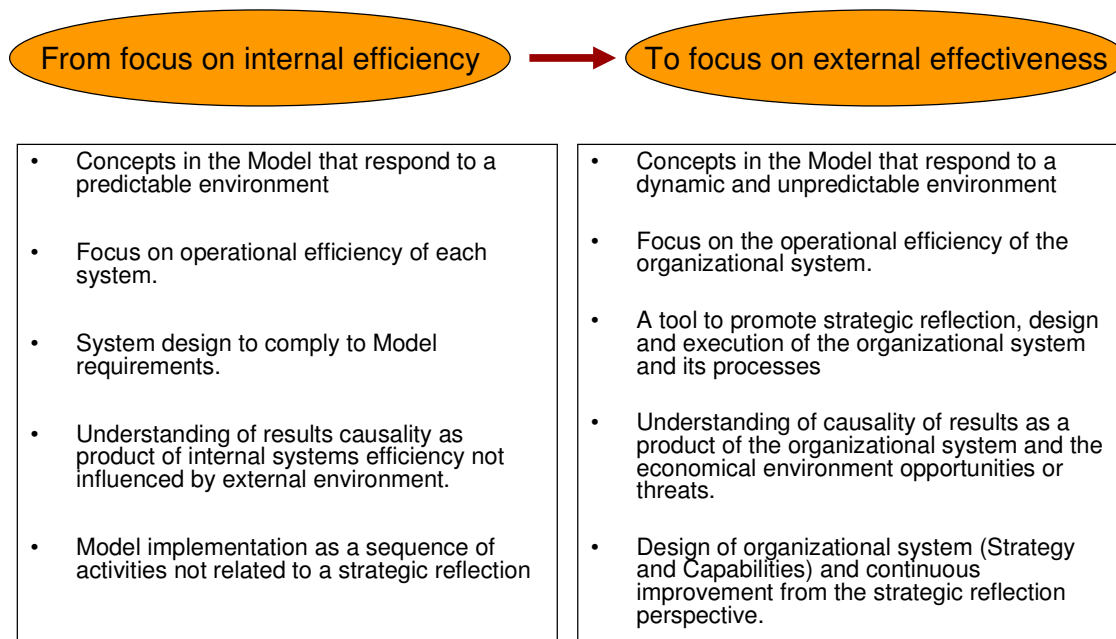 From focus on internal efficiency
To focus on external effectiveness
• Concepts in the Model that respond to a
predictable environment
• Focus on operational efficiency of each
system.
• System design to comply to Model
requirements.
• Understanding of results causality as
product of internal systems efficiency not
influenced by external environment.
• Model implementation as a sequence of
activities not related to a strategic reflection
• Concepts in the Model that respond to a
dynamic and unpredictable environment
• Focus on the operational efficiency of the
organizational system.
• A tool to promote strategic reflection, design
and execution of the organizational system
and its processes
• Understanding of causality of results as a
product of the organizational system and the
economical environment opportunities or
threats.
• Design of organizational system (Strategy
and Capabilities) and continuous
improvement from the strategic reflection
perspective.